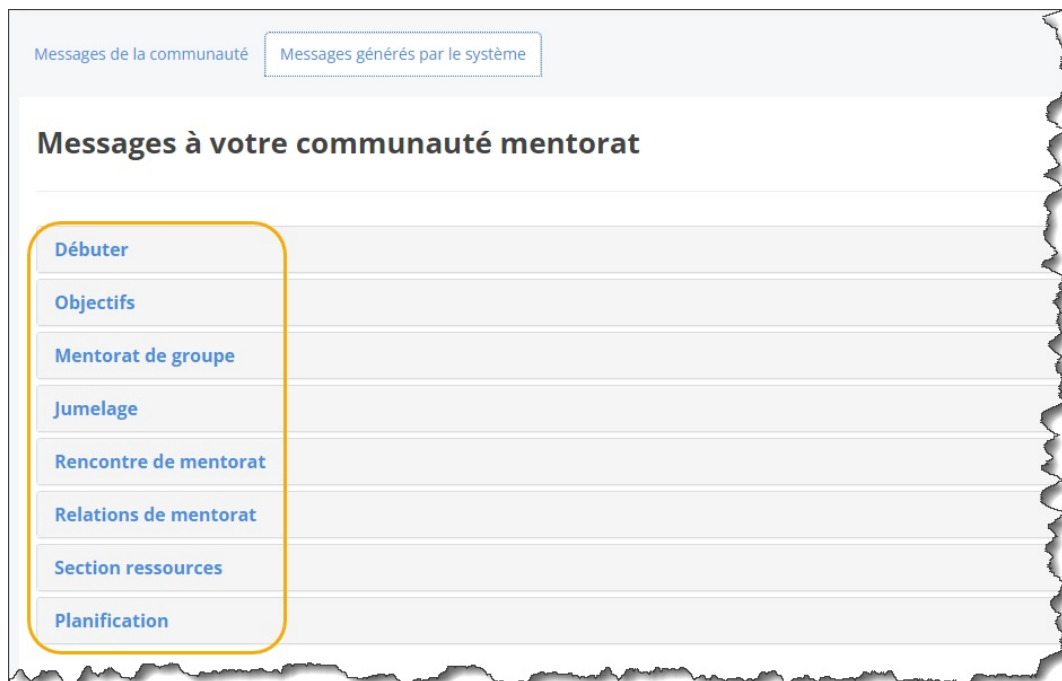 Messages de la communauté Messages générés par le système
Messages à votre communauté mentorat
Débuter
Objectifs
Mentorat de groupe
Jumelage
Rencontre de mentorat
Relations de mentorat
Section ressources
Planification